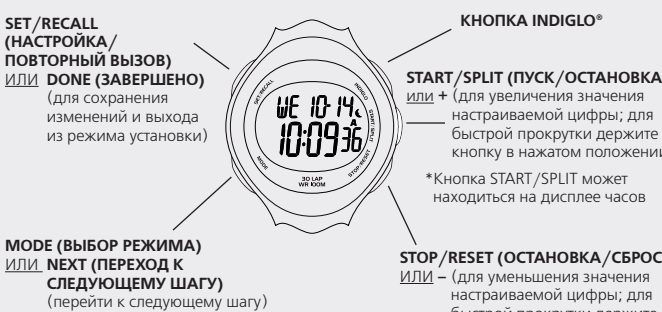 SET/RECALL
(НАСТРОЙКА/
ПОВТОРНЫЙ ВЫЗОВ)
ИЛИ DONE (ЗАВЕРШЕНО)
(для сохранения
изменений и выхода
из режима установки)
КНОПКА INDIGLO®
START/SPLIT (ПУСК/ОСТАНОВКА
или + (для увеличения значения
настраиваемой цифры; для
быстрой прокрутки держите
кнопку в нажатом положении
*Кнопка START/SPLIT может
находиться на дисплее часов
SET/RECALL
INDIGLO
START/SPLIT
WE 10-14
A
10:09 36
MODE
STOP/RESET
30 LAP
WR 100M
MODE (ВЫБОР РЕЖИМА)
ИЛИ NEXT (ПЕРЕХОД К
СЛЕДУЮЩЕМУ ШАГУ)
(перейти к следующему шагу)
STOP/RESET (ОСТАНОВКА/СБРОС
ИЛИ – (для уменьшения значения
настраиваемой цифры; для
быстрой прокрутки держите